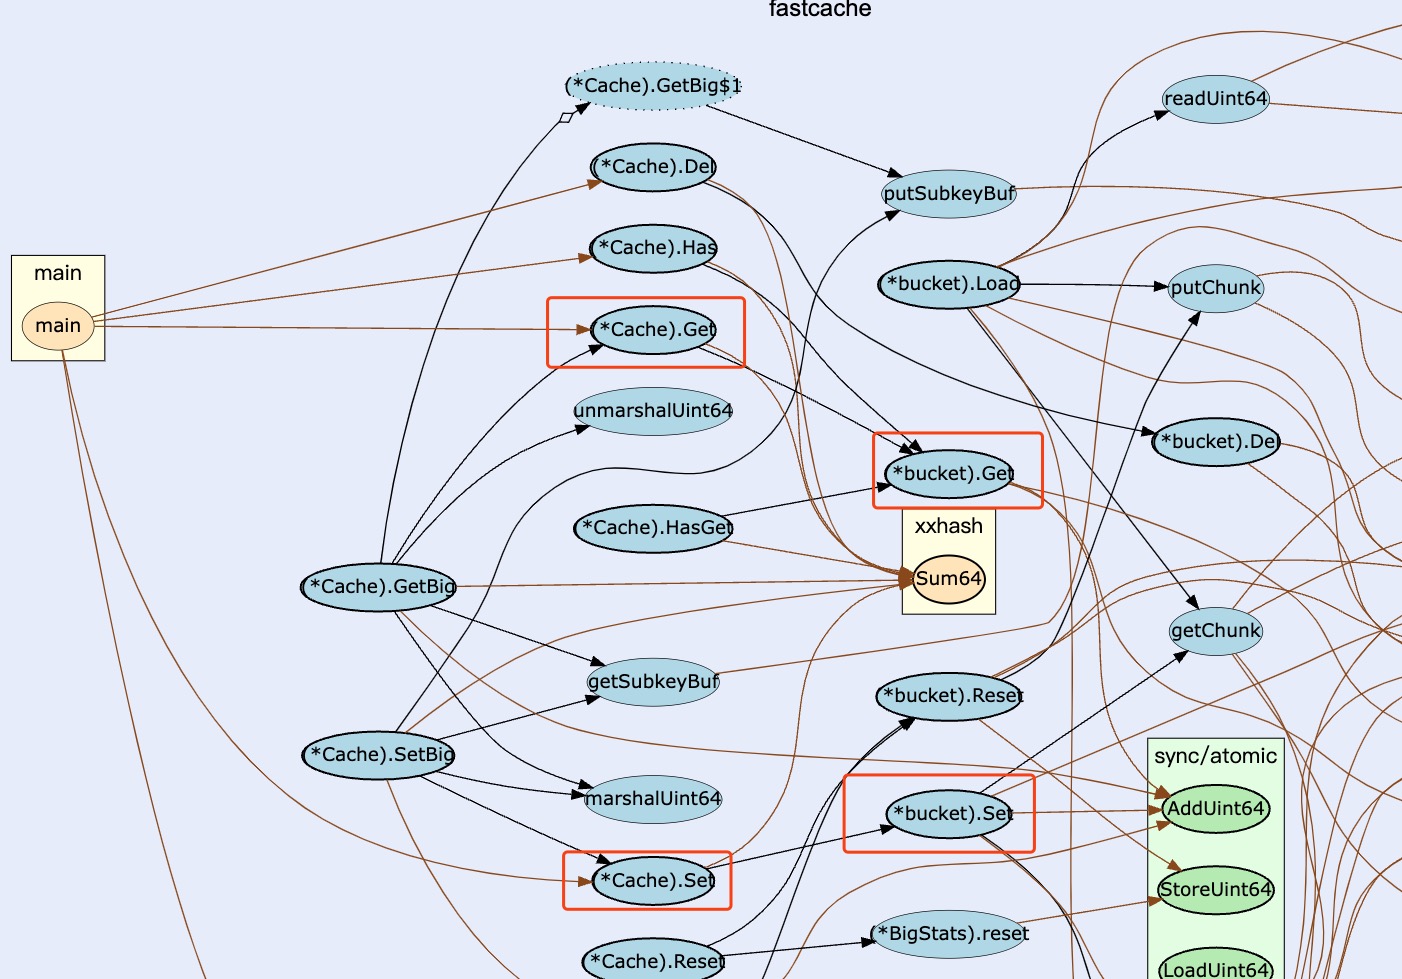 fastcache
(*Cache).GetBig$1
readUint64
(*Cache).Del
putSubkeyBuf
(*Cache).Has
main
(*bucket).Load
putChunk
main
(*Cache).Get
unmarshalUint64
(*bucket).Del
(*bucket).Get
(*Cache).HasGet
xxhash
Sum64
(*Cache).GetBig
getChunk
getSubkeyBuf
(*bucket).Reset
(*Cache).SetBig
sync/atomic
marshalUint64
AddUint64
(*bucket).Set
(*Cache).Set
StoreUint64
(*BigStats).reset
(*Cache).Reset
LoadUint64